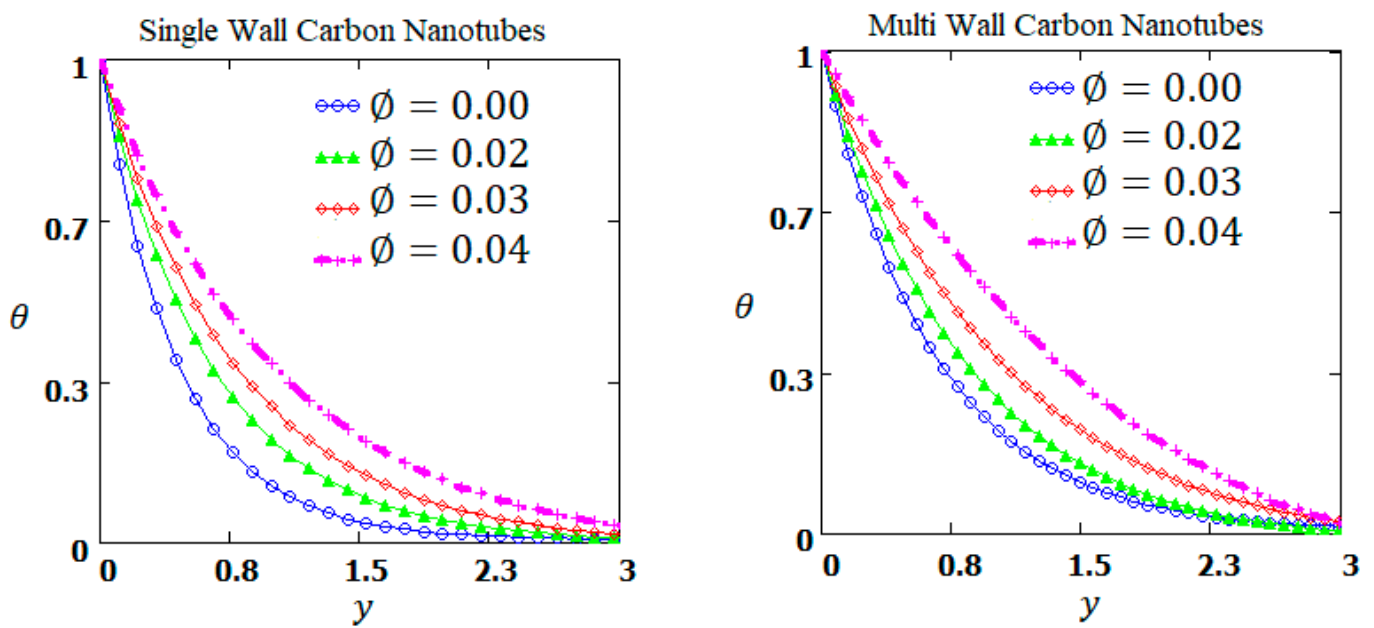 Single Wall Carbon Nanotubes
1
0.7
0.3
0
θ
∅ = 0.00
∅ = 0.02
∅ = 0.03
∅ = 0.04
0 0.8 1.5 2.3 3
y
Multi Wall Carbon Nanotubes
1
0.7
0.3
0
θ
∅ = 0.00
∅ = 0.02
∅ = 0.03
∅ = 0.04
0 0.8 1.5 2.3 3
y